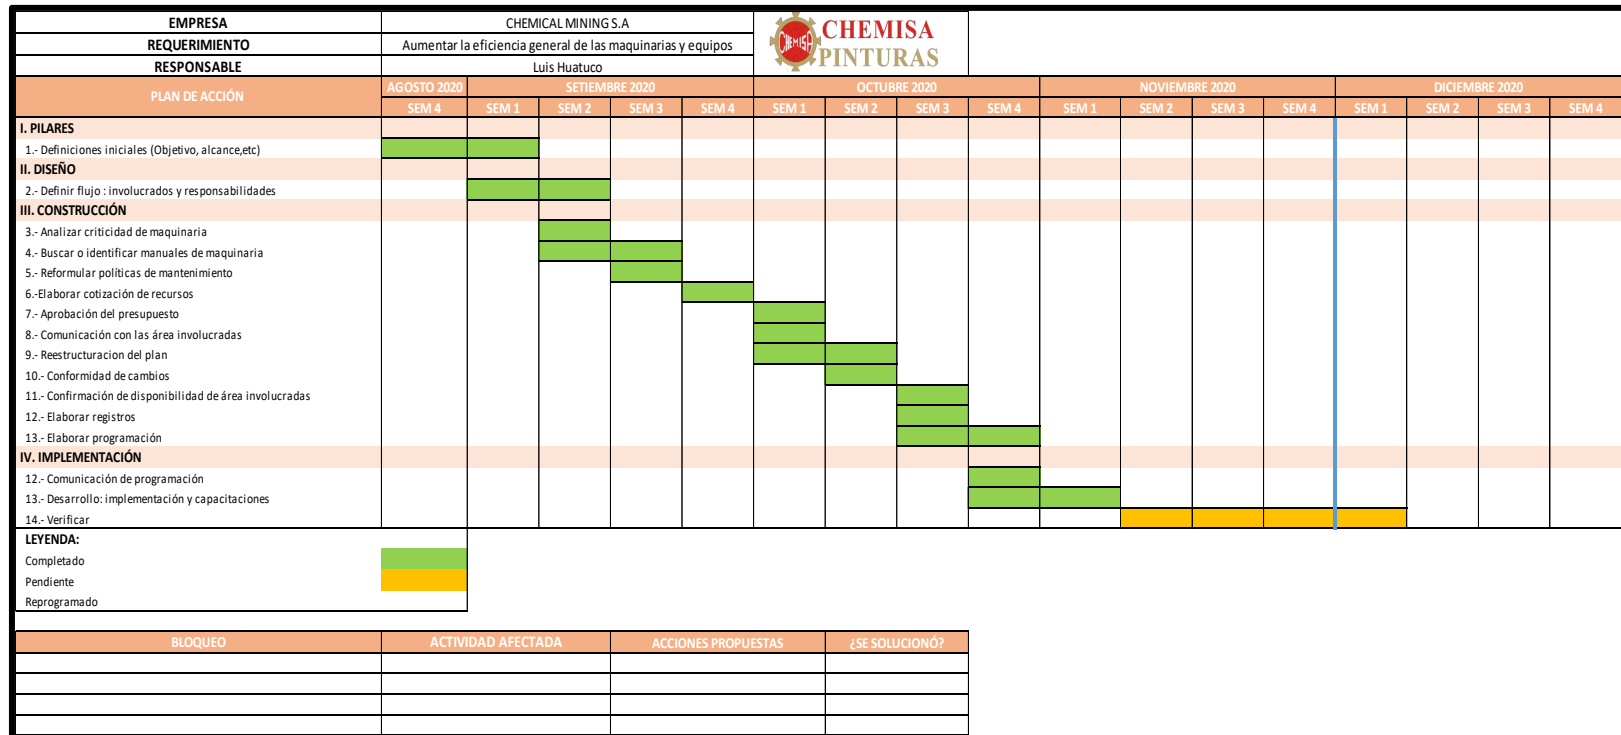 EMPRESA CHEMICAL MINING S.A
REQUERIMIENTO Aumentar la eficiencia general de las maquinarias y equipos
RESPONSABLE Luis Huatuco
CHEMISA
CHEMISA
PINTURAS
PLAN DE ACCIÓN AGOSTO 2020 SETIEMBRE 2020 OCTUBRE 2020 NOVIEMBRE 2020 DICIEMBRE 2020
SEM 4 SEM 1 SEM 2 SEM 3 SEM 4 SEM 1 SEM 2 SEM 3 SEM 4 SEM 1 SEM 2 SEM 3 SEM 4 SEM 1 SEM 2 SEM 3 SEM 4
I. PILARES
1.- Definiciones iniciales (Objetivo, alcance,etc)
II. DISEÑO
2.- Definir flujo : involucrados y responsabilidades
III. CONSTRUCCIÓN
3.- Analizar criticidad de maquinaria
4.- Buscar o identificar manuales de maquinaria
5.- Reformular políticas de mantenimiento
6.-Elaborar cotización de recursos
7.- Aprobación del presupuesto
8.- Comunicación con las área involucradas
9.- Reestructuracion del plan
10.- Conformidad de cambios
11.- Confirmación de disponibilidad de área involucradas
12.- Elaborar registros
13.- Elaborar programación
IV. IMPLEMENTACIÓN
12.- Comunicación de programación
13.- Desarrollo: implementación y capacitaciones
14.- Verificar
LEYENDA:
Completado
Pendiente
Reprogramado
BLOQUEO ACTIVIDAD AFECTADA ACCIONES PROPUESTAS ¿SE SOLUCIONÓ?